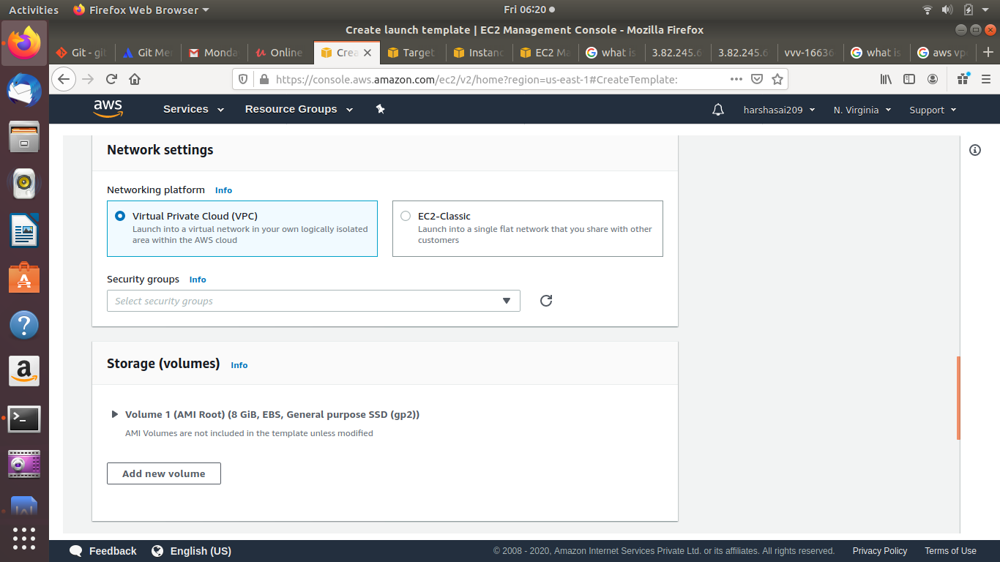 Activities Firefox Web Browser Fri 06:20
Create launch template | EC2 Management Console - Mozilla Firefox
Git - git Git Mer Monda Online Crea Target Instanc EC2 Ma what is 3.82.245.6 3.82.245.6 vvv-16636 what is aws vpc
https://console.aws.amazon.com/ec2/v2/home?region=us-east-1#CreateTemplate:
aws Services Resource Groups harshasai209 N. Virginia Support
Network settings
Networking platform Info
Virtual Private Cloud (VPC)
Launch into a virtual network in your own logically isolated
area within the AWS cloud
EC2-Classic
Launch into a single flat network that you share with other
customers
Security groups Info
Select security groups
Storage (volumes) Info
Volume 1 (AMI Root) (8 GiB, EBS, General purpose SSD (gp2))
AMI Volumes are not included in the template unless modified
Add new volume
Feedback English (US) © 2008 - 2020, Amazon Internet Services Private Ltd. or its affiliates. All rights reserved. Privacy Policy Terms of Use